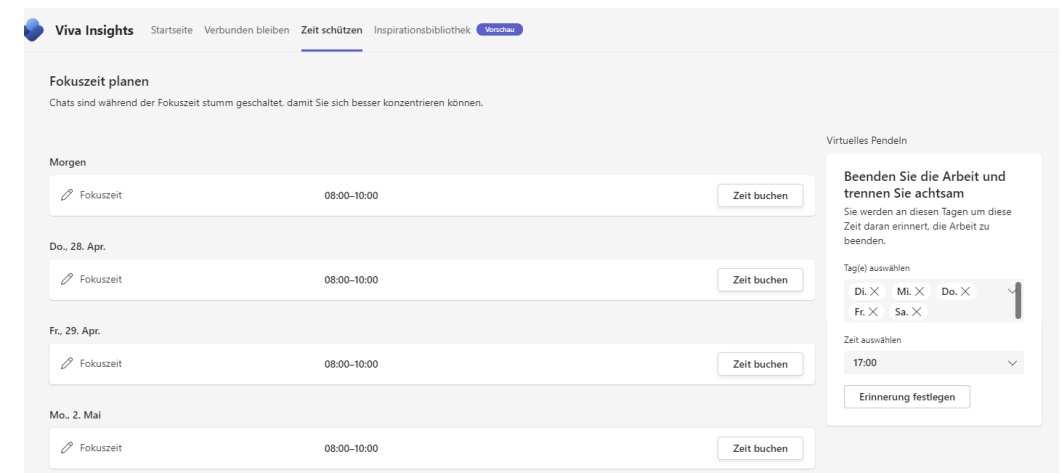 Viva Insights Startseite Verbunden bleiben Zeit schützen Inspirationsbibliothek Vorschau
Fokuszeit planen
Chats sind während der Fokuszeit stumm geschaltet, damit Sie sich besser konzentrieren können.
Morgen
Fokuszeit 08:00–10:00 Zeit buchen
Do., 28. Apr.
Fokuszeit 08:00–10:00 Zeit buchen
Fr., 29. Apr.
Fokuszeit 08:00–10:00 Zeit buchen
Mo., 2. Mai
Fokuszeit 08:00–10:00 Zeit buchen
Virtuelles Pendeln
Beenden Sie die Arbeit und
trennen Sie achtsam
Sie werden an diesen Tagen um diese
Zeit daran erinnert, die Arbeit zu
beenden.
Tag(e) auswählen
Di. Mi. Do.
Fr. Sa.
Zeit auswählen
17:00
Erinnerung festlegen